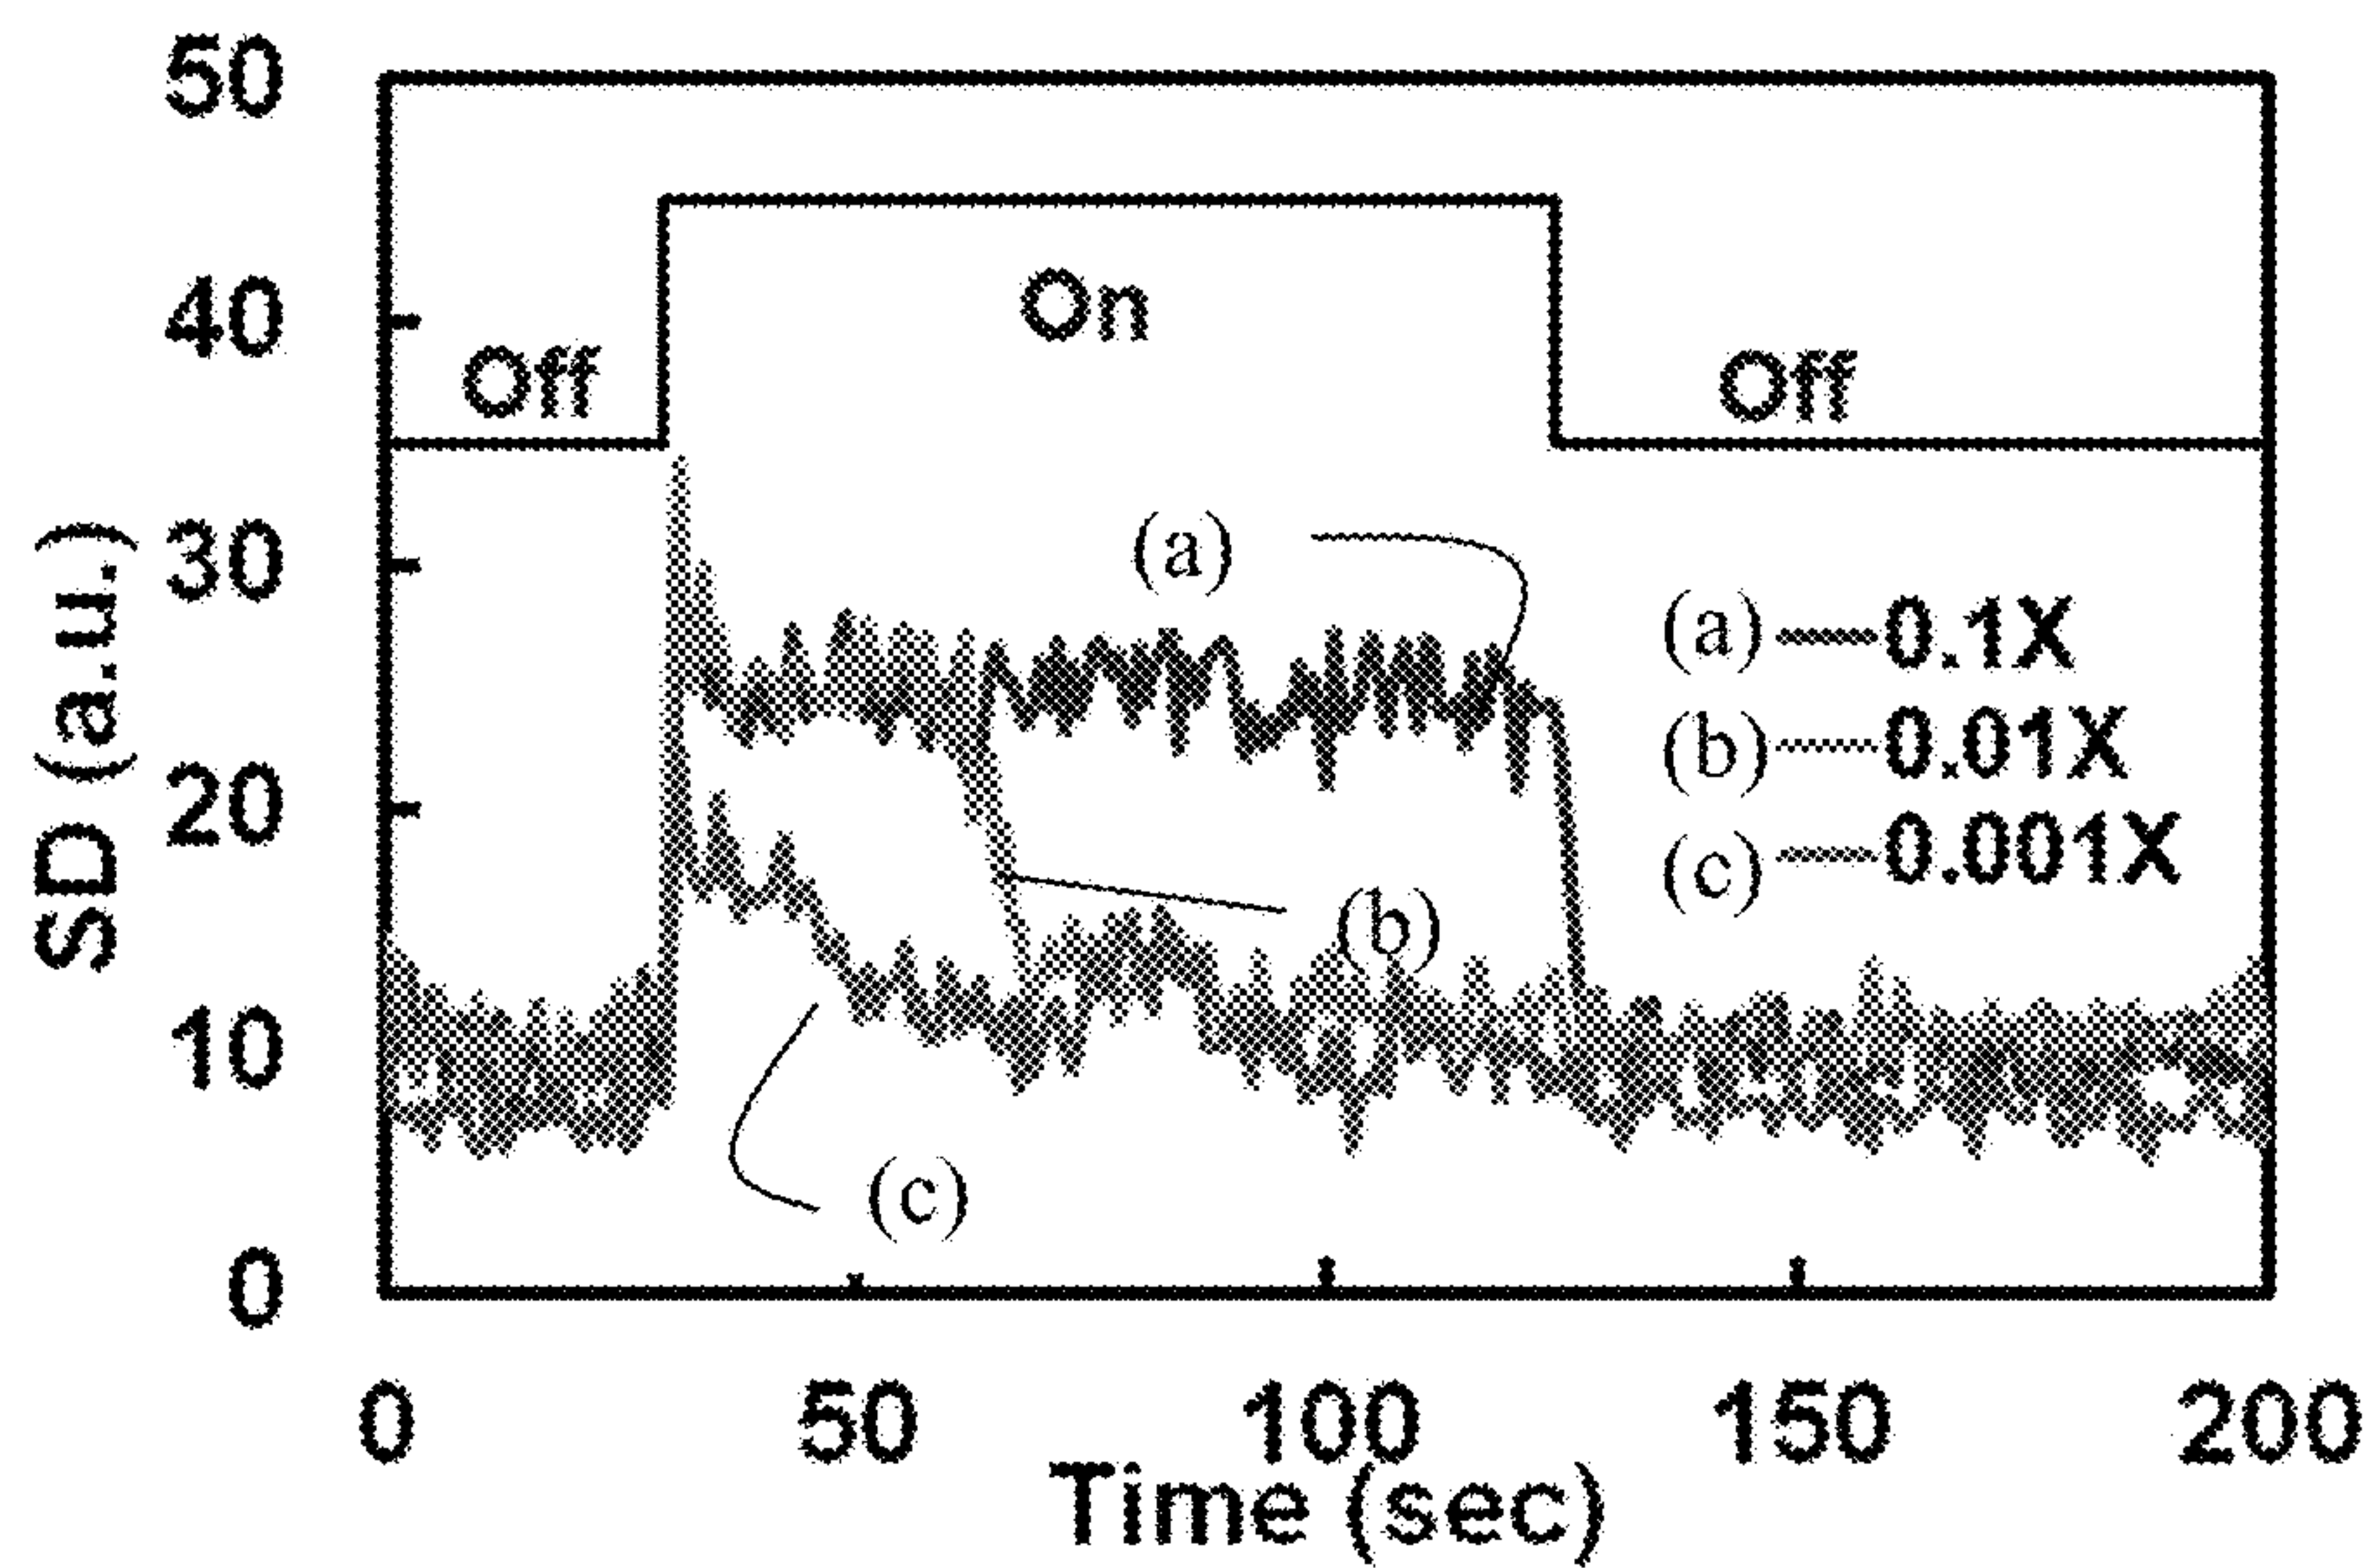 50
40
30
20
10
0
SD (a.u.)
Off
On
Off
(a)
(b)
(c)
(a) 0.1X
(b) 0.01X
(c) 0.001X
0 50 100 150 200
Time (sec)